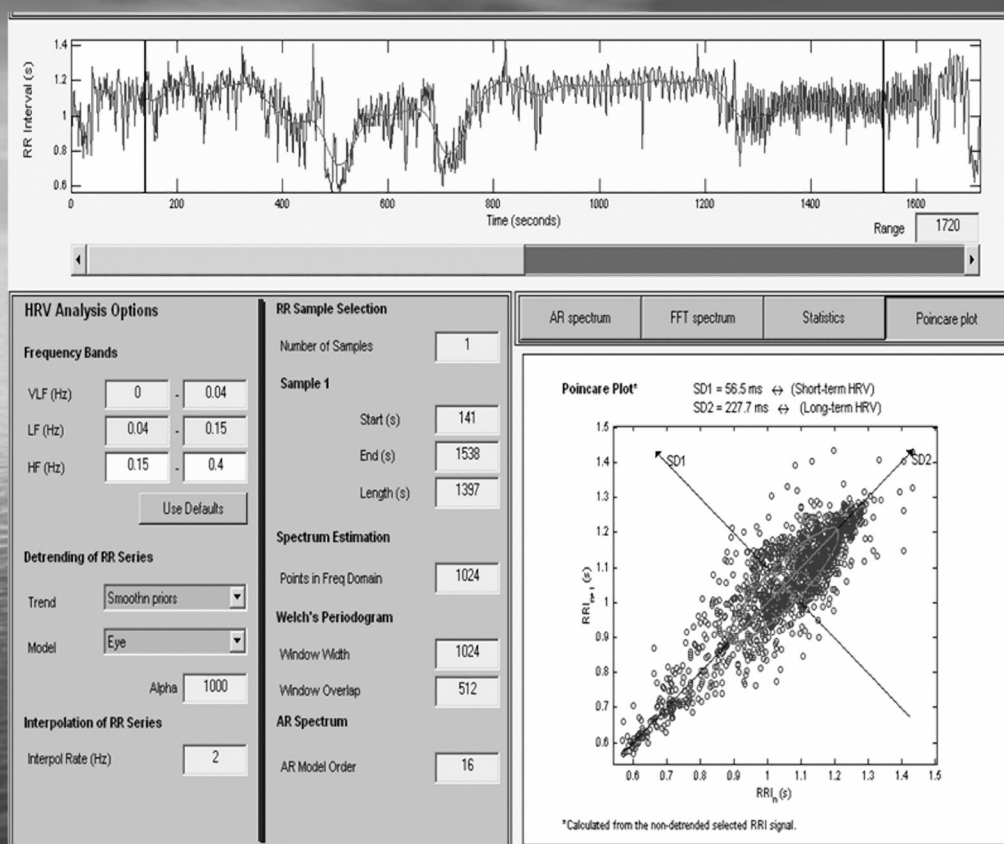 1.4
1.2
1
0.8
0.6
RR Interval (s)
0 200 400 600 800 1000 1200 1400 1600
Time (seconds)
Range 1720
HRV Analysis Options
Frequency Bands
VLF (Hz) 0 - 0.04
LF (Hz) 0.04 - 0.15
HF (Hz) 0.15 - 0.4
Use Defaults
Detrending of RR Series
Trend Smoothn priors
Model Eye
Alpha 1000
Interpolation of RR Series
Interpol Rate (Hz) 2
RR Sample Selection
Number of Samples 1
Sample 1
Start (s) 141
End (s) 1538
Length (s) 1397
Spectrum Estimation
Points in Freq Domain 1024
Welch's Periodogram
Window Width 1024
Window Overlap 512
AR Spectrum
AR Model Order 16
AR spectrum FFT spectrum Statistics Poincare plot
Poincare Plot* SD1 = 56.5 ms ⇔ (Short-term HRV)
SD2 = 227.7 ms ⇔ (Long-term HRV)
1.5
1.4
1.3
1.2
1.1
1
0.9
0.8
0.7
0.6
RRIₙ₊₁ (s)
SD1
SD2
0.6 0.7 0.8 0.9 1 1.1 1.2 1.3 1.4 1.5
RRIₙ (s)
*Calculated from the non-detrended selected RRI signal.